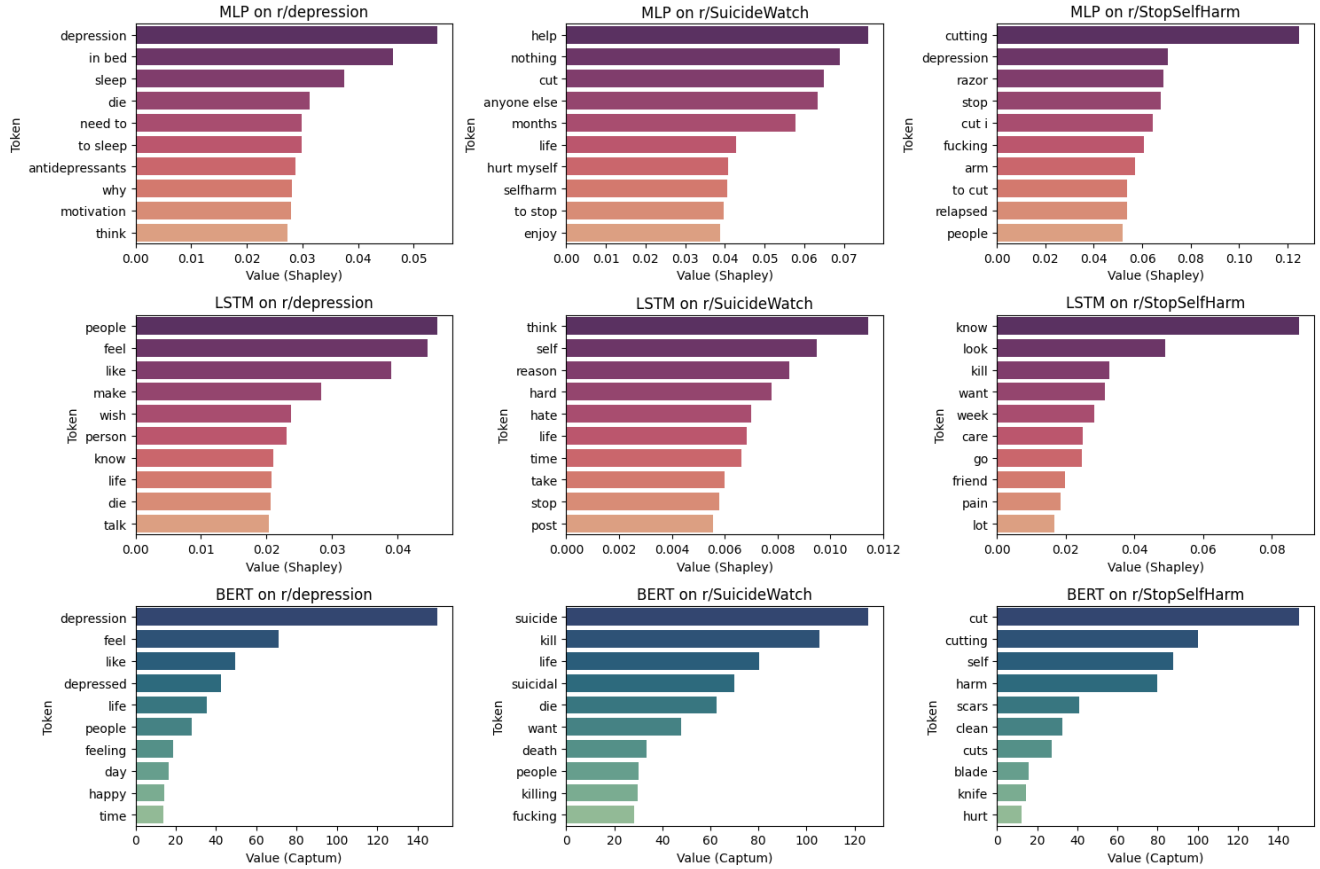 MLP on r/depression
Token
depression
in bed
sleep
die
need to
to sleep
antidepressants
why
motivation
think
0.00 0.01 0.02 0.03 0.04 0.05
Value (Shapley)
MLP on r/SuicideWatch
Token
help
nothing
cut
anyone else
months
life
hurt myself
selfharm
to stop
enjoy
0.00 0.01 0.02 0.03 0.04 0.05 0.06 0.07
Value (Shapley)
MLP on r/StopSelfHarm
Token
cutting
depression
razor
stop
cut i
fucking
arm
to cut
relapsed
people
0.00 0.02 0.04 0.06 0.08 0.10 0.12
Value (Shapley)
LSTM on r/depression
Token
people
feel
like
make
wish
person
know
life
die
talk
0.00 0.01 0.02 0.03 0.04
Value (Shapley)
LSTM on r/SuicideWatch
Token
think
self
reason
hard
hate
life
time
take
stop
post
0.000 0.002 0.004 0.006 0.008 0.010 0.012
Value (Shapley)
LSTM on r/StopSelfHarm
Token
know
look
kill
want
week
care
go
friend
pain
lot
0.00 0.02 0.04 0.06 0.08
Value (Shapley)
BERT on r/depression
Token
depression
feel
like
depressed
life
people
feeling
day
happy
time
0 20 40 60 80 100 120 140
Value (Captum)
BERT on r/SuicideWatch
Token
suicide
kill
life
suicidal
die
want
death
people
killing
fucking
0 20 40 60 80 100 120
Value (Captum)
BERT on r/StopSelfHarm
Token
cut
cutting
self
harm
scars
clean
cuts
blade
knife
hurt
0 20 40 60 80 100 120 140
Value (Captum)